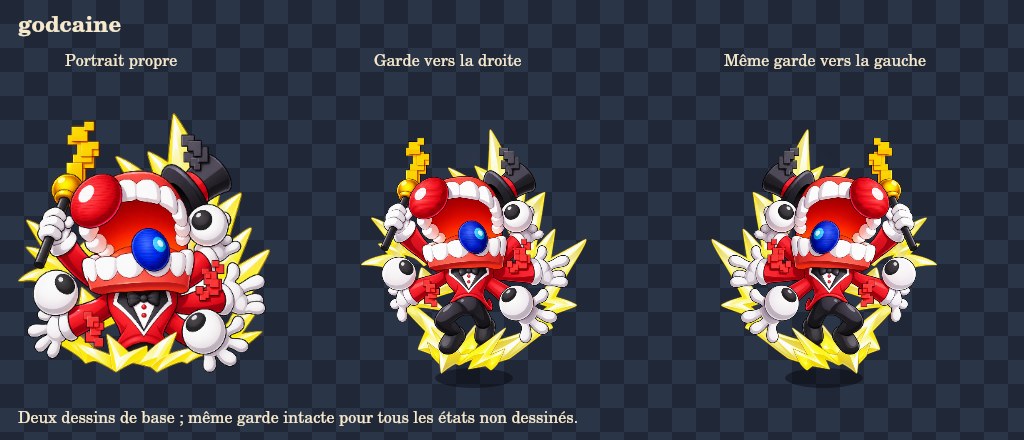 godcaine
Portrait propre
Garde vers la droite
Même garde vers la gauche
Deux dessins de base ; même garde intacte pour tous les états non dessinés.